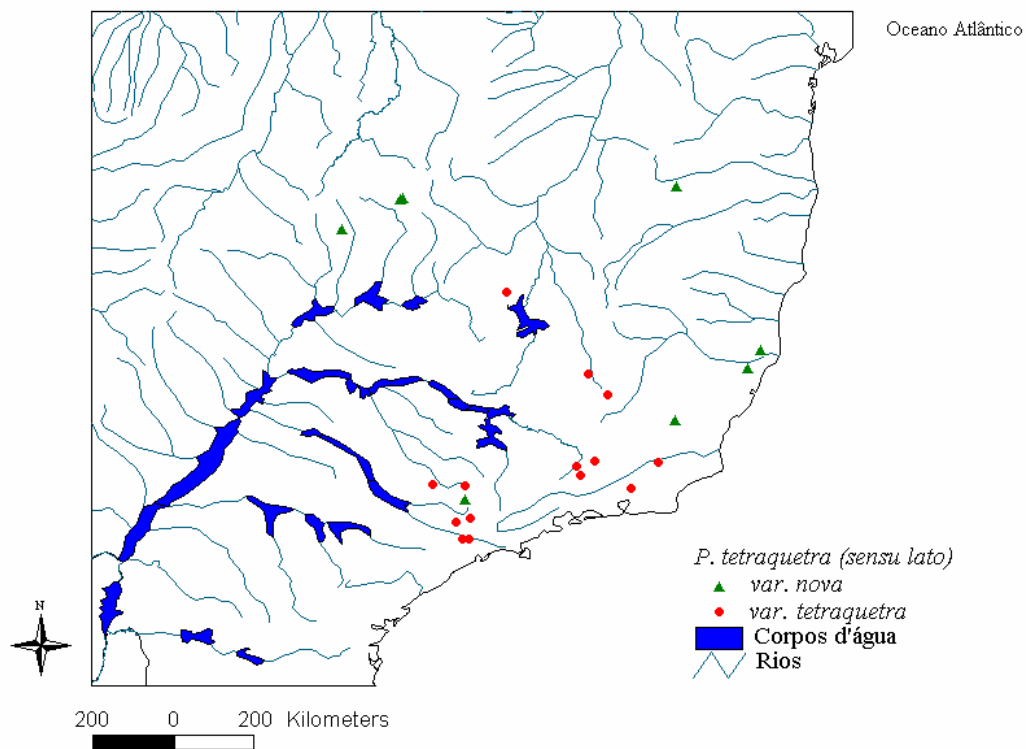 Oceano Atlântico
P. tetraquetra (sensu lato)
var. nova
var. tetraquetra
Corpos d'água
Rios
N
200 0 200 Kilometers